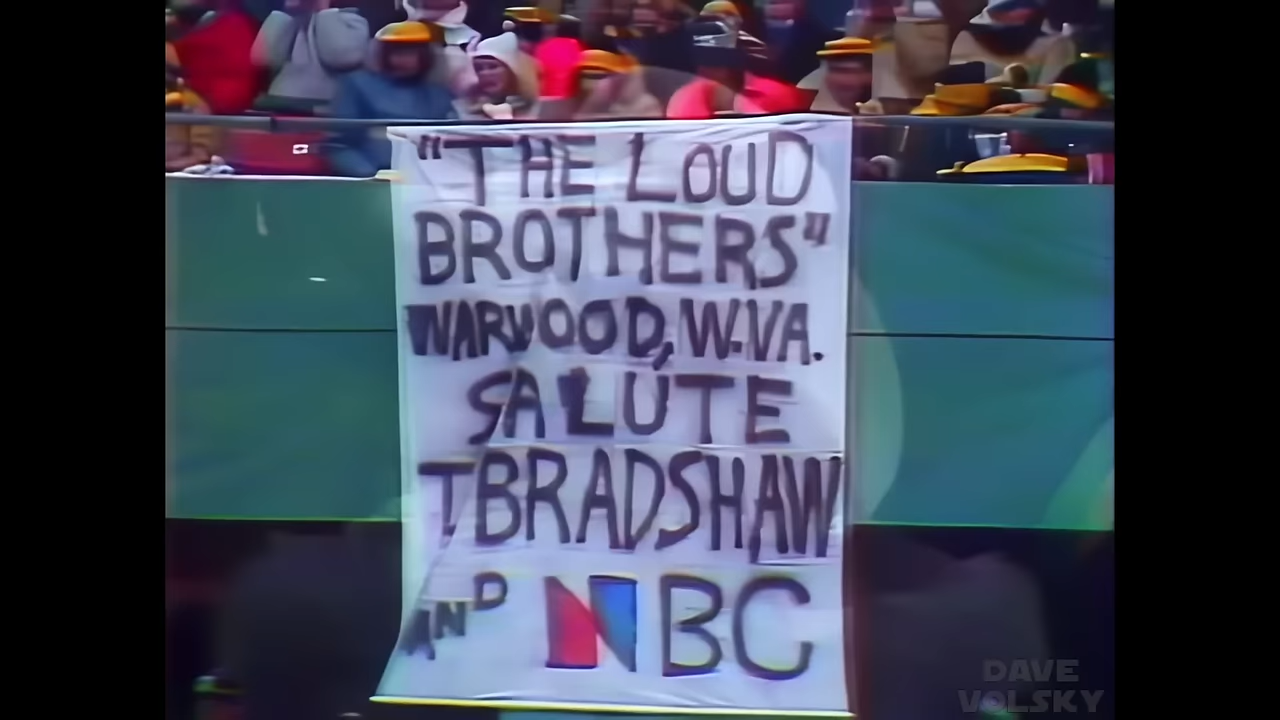 "THE LOUD
BROTHERS"
WARWOOD, W.VA.
SALUTE
T BRADSHAW
AND NBC
DAVE
VOLSKY